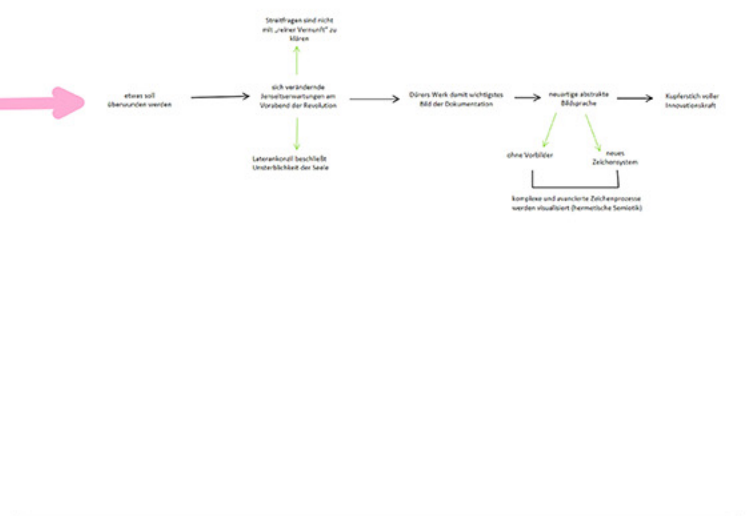 Streitfragen sind nicht
mit „reiner Vernunft" zu
klären
etwas soll
überwunden werden
sich verändernde
Jenseitserwartungen am
Vorabend der Revolution
Dürers Werk damit wichtigstes
Bild der Dokumentation
neuartige abstrakte
Bildsprache
Kupferstich voller
Innovationskraft
Laterankonzil beschließt
Unsterblichkeit der Seele
ohne Vorbilder
neues
Zeichensystem
komplexe und avancierte Zeichenprozesse
werden visualisiert (hermetische Semiotik)